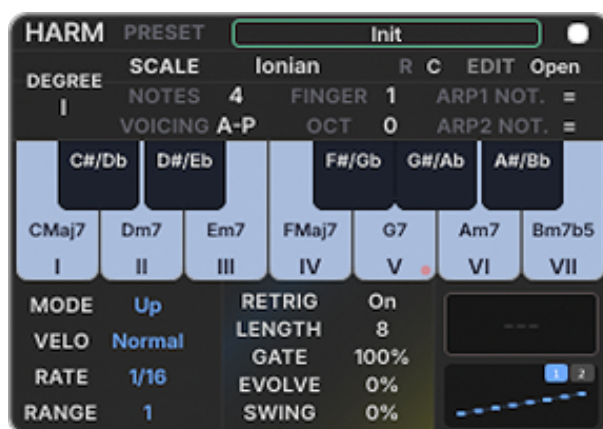 HARM PRESET Init
DEGREE SCALE Ionian R C EDIT Open
I NOTES 4 FINGER 1 ARP1 NOT. =
VOICING A-P OCT 0 ARP2 NOT. =
C#/Db D#/Eb F#/Gb G#/Ab A#/Bb
CMaj7 Dm7 Em7 FMaj7 G7 Am7 Bm7b5
I II III IV V VI VII
MODE Up RETRIG On
VELO Normal LENGTH 8 ---
RATE 1/16 GATE 100% 1 2
RANGE 1 EVOLVE 0%
SWING 0%